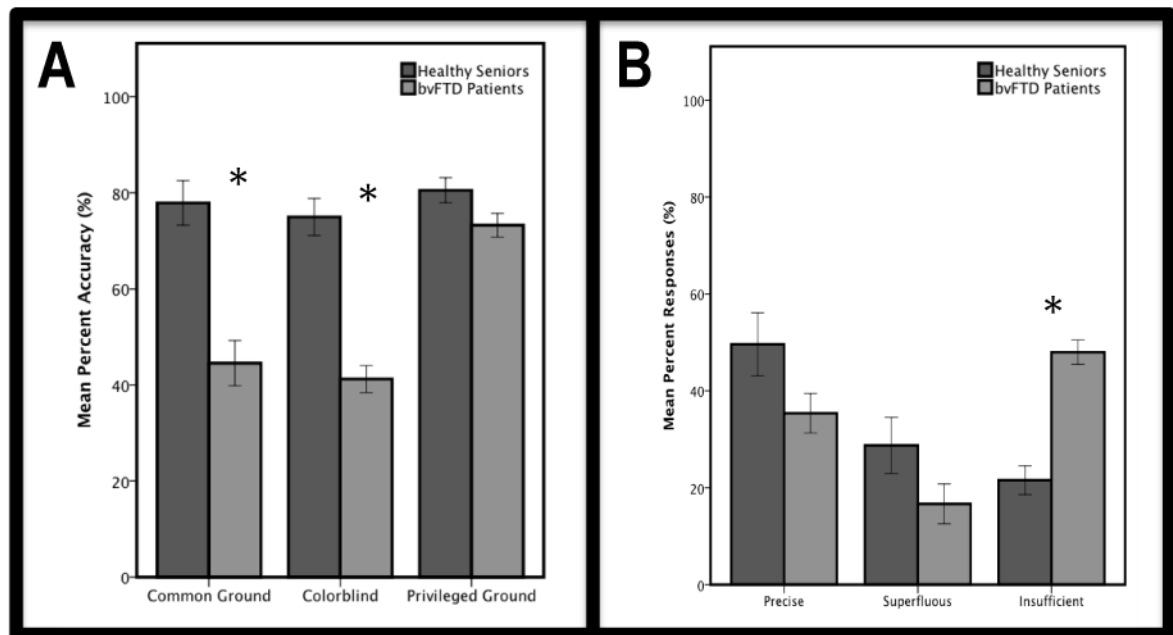 A
Healthy Seniors
bvFTD Patients
Mean Percent Accuracy (%)
100
80
60
40
20
0
*
*
Common Ground
Colorblind
Privileged Ground
B
Healthy Seniors
bvFTD Patients
Mean Percent Responses (%)
100
80
60
40
20
0
*
Precise
Superfluous
Insufficient